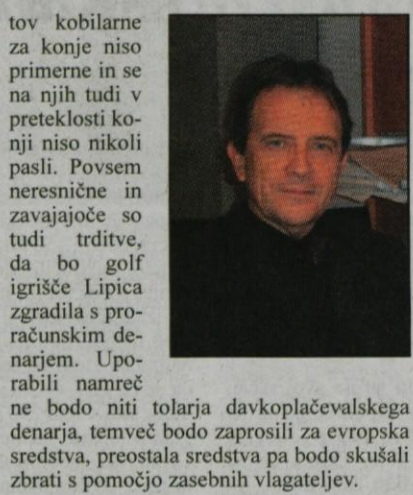 tov kobilarne
za konje niso
primerne in se
na njih tudi v
preteklosti ko-
nji niso nikoli
pasli. Povsem
neresnične in
zavajajoče so
tudi trditve,
da bo golf
igrišče Lipica
zgradila s pro-
računskim de-
narjem. Upo-
rabili namreč
ne bodo niti tolarja davkoplačevalskega
denarja, temveč bodo zaprosili za evropska
sredstva, preostala sredstva pa bodo skušali
zbrati s pomočjo zasebnih vlagateljev.